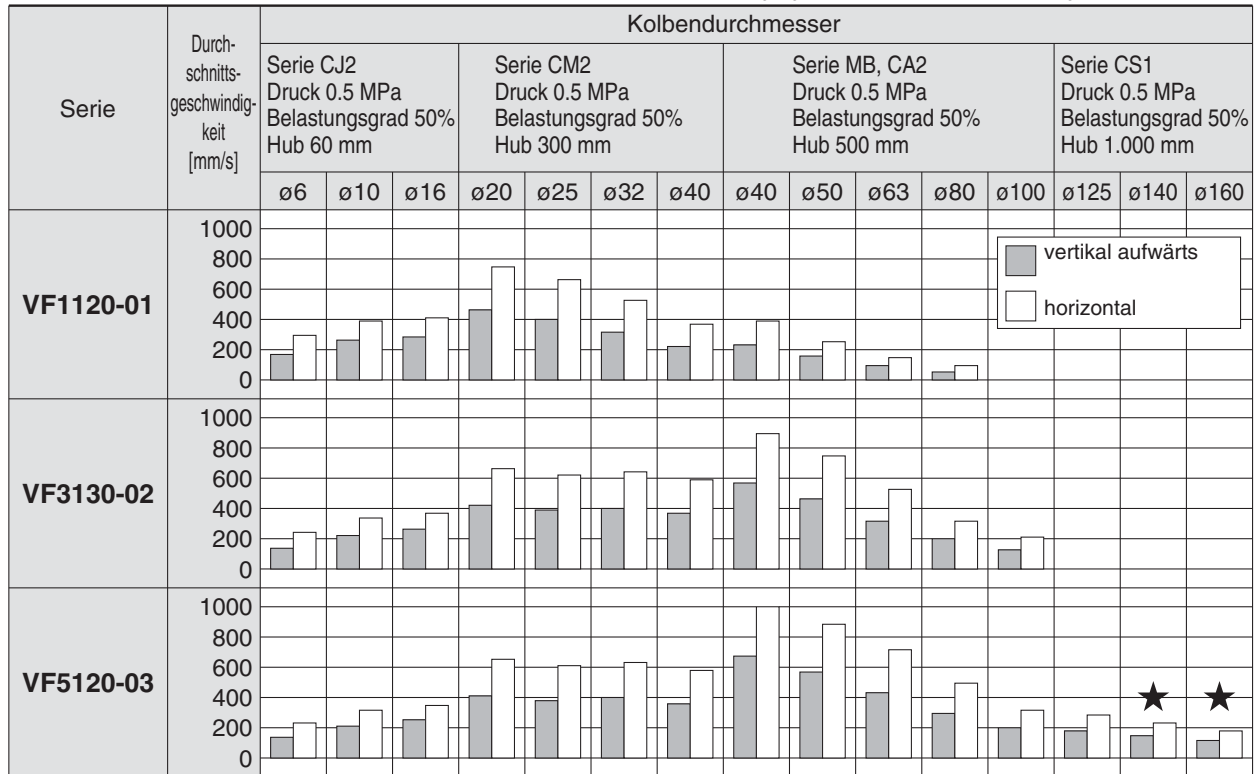 Kolbendurchmesser
Serie
Durch-
schnitts-
geschwindig-
keit
[mm/s]
Serie CJ2
Druck 0.5 MPa
Belastungsgrad 50%
Hub 60 mm
Serie CM2
Druck 0.5 MPa
Belastungsgrad 50%
Hub 300 mm
Serie MB, CA2
Druck 0.5 MPa
Belastungsgrad 50%
Hub 500 mm
Serie CS1
Druck 0.5 MPa
Belastungsgrad 50%
Hub 1.000 mm
ø6 ø10 ø16 ø20 ø25 ø32 ø40 ø40 ø50 ø63 ø80 ø100 ø125 ø140 ø160
VF1120-01
1000
800
600
400
200
0
vertikal aufwärts
horizontal
VF3130-02
1000
800
600
400
200
0
VF5120-03
1000
800
600
400
200
0